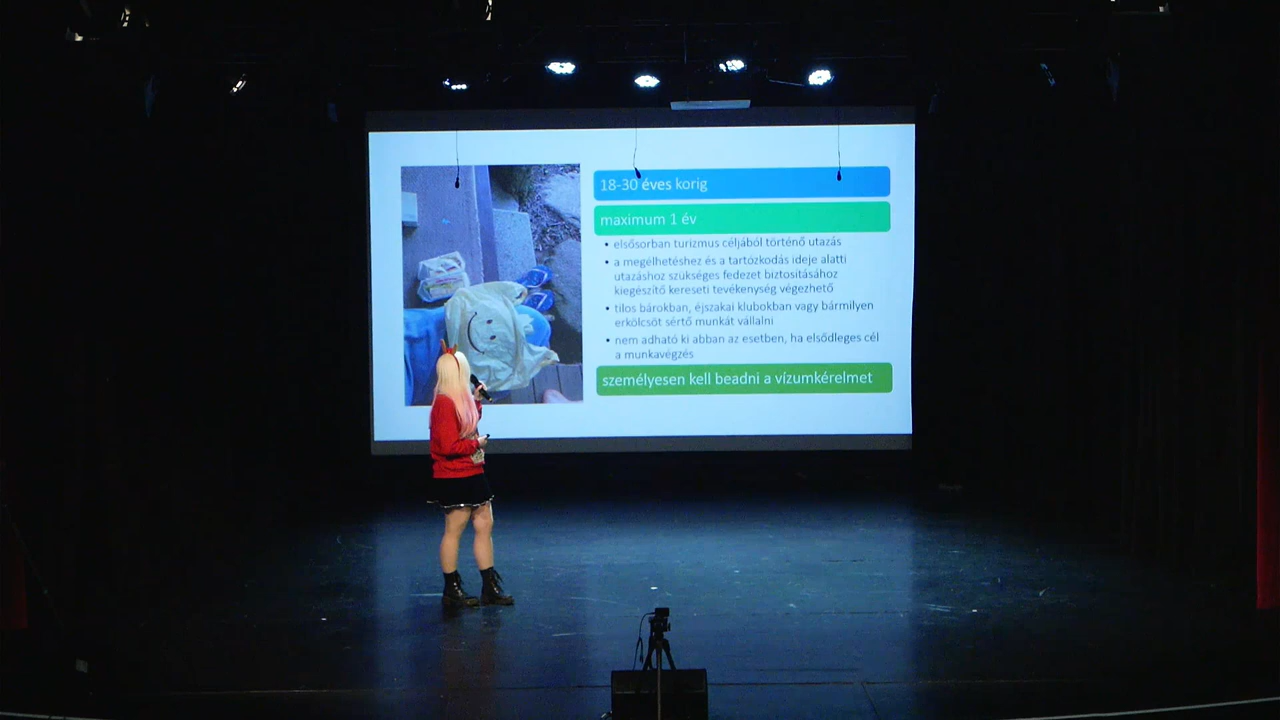 18-30 éves korig
maximum 1 év
• elsősorban turizmus céljából történő utazás
• a megélhetéshez és a tartózkodás ideje alatti
utazáshoz szükséges fedezet biztosításához
kiegészítő kereseti tevékenység végezhető
• tilos bárokban, éjszakai klubokban vagy bármilyen
erkölcsöt sértő munkát vállalni
• nem adható ki abban az esetben, ha elsődleges cél
a munkavégzés
személyesen kell beadni a vízumkérelmet